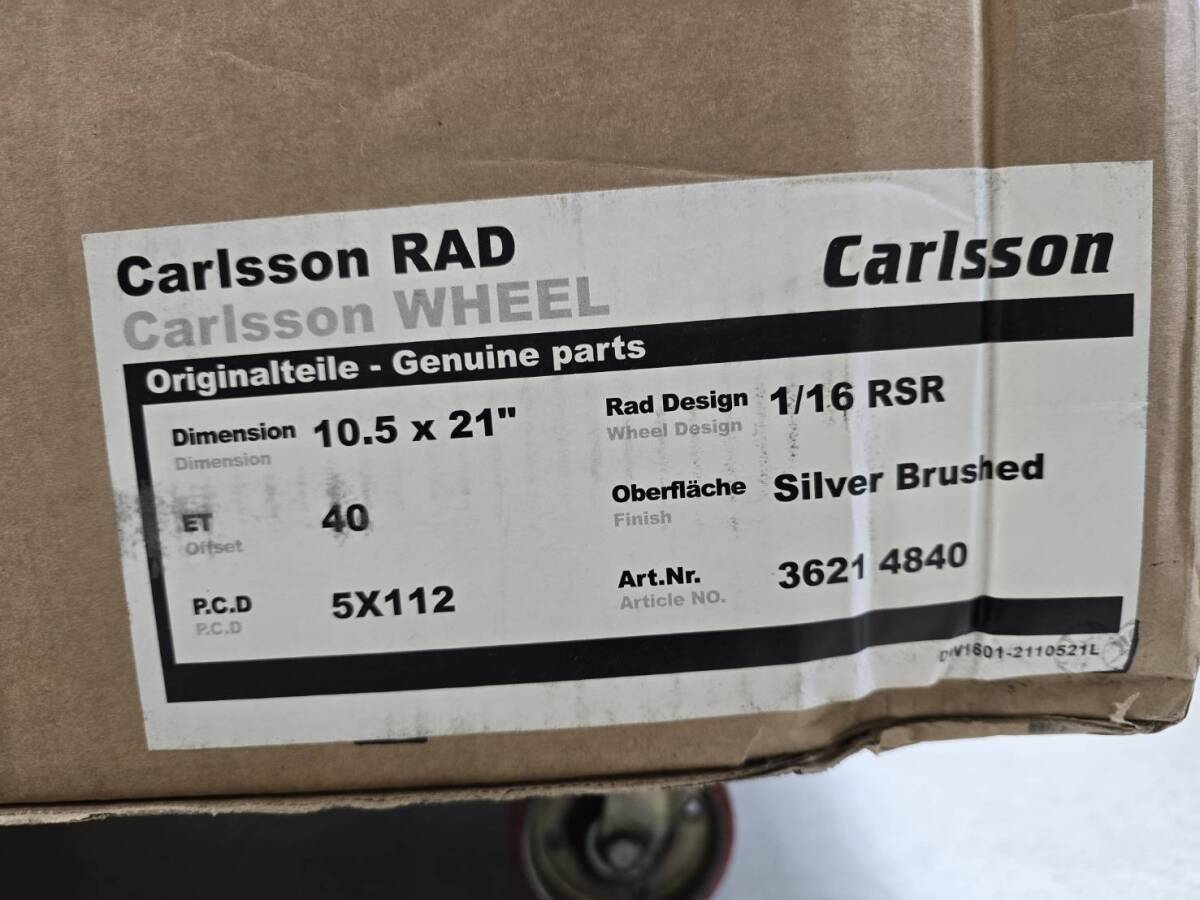 Carlsson RAD
Carlsson WHEEL
Carlsson
Originalteile - Genuine parts
Dimension 10.5 x 21"
Dimension
Rad Design 1/16 RSR
Wheel Design
ET 40
Offset
Oberfläche Silver Brushed
Finish
P.C.D 5X112
P.C.D
Art.Nr. 3621 4840
Article NO.